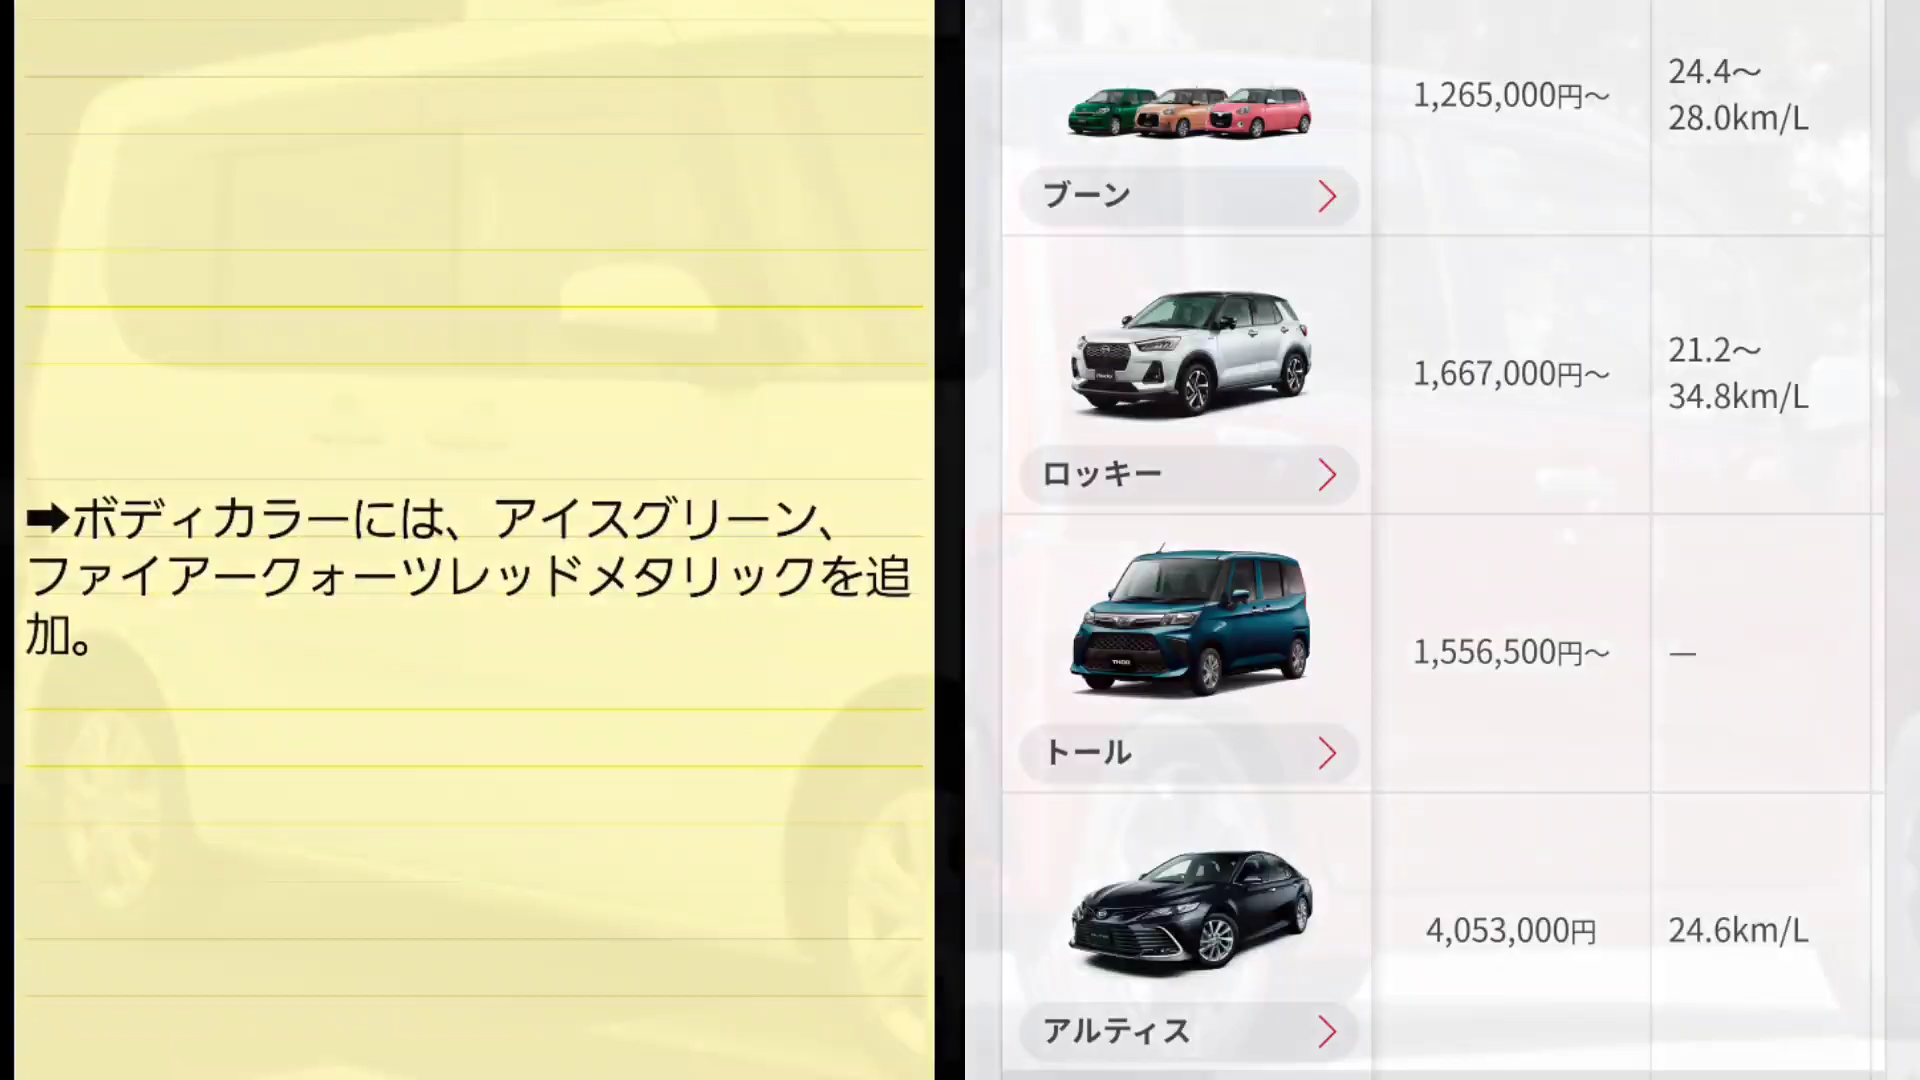 ➡ボディカラーには、アイスグリーン、
ファイアークォーツレッドメタリックを追
加。
1,265,000円～
24.4～
28.0km/L
ブーン
1,667,000円～
21.2～
34.8km/L
ロッキー
THOR
1,556,500円～
—
トール
4,053,000円
24.6km/L
アルティス